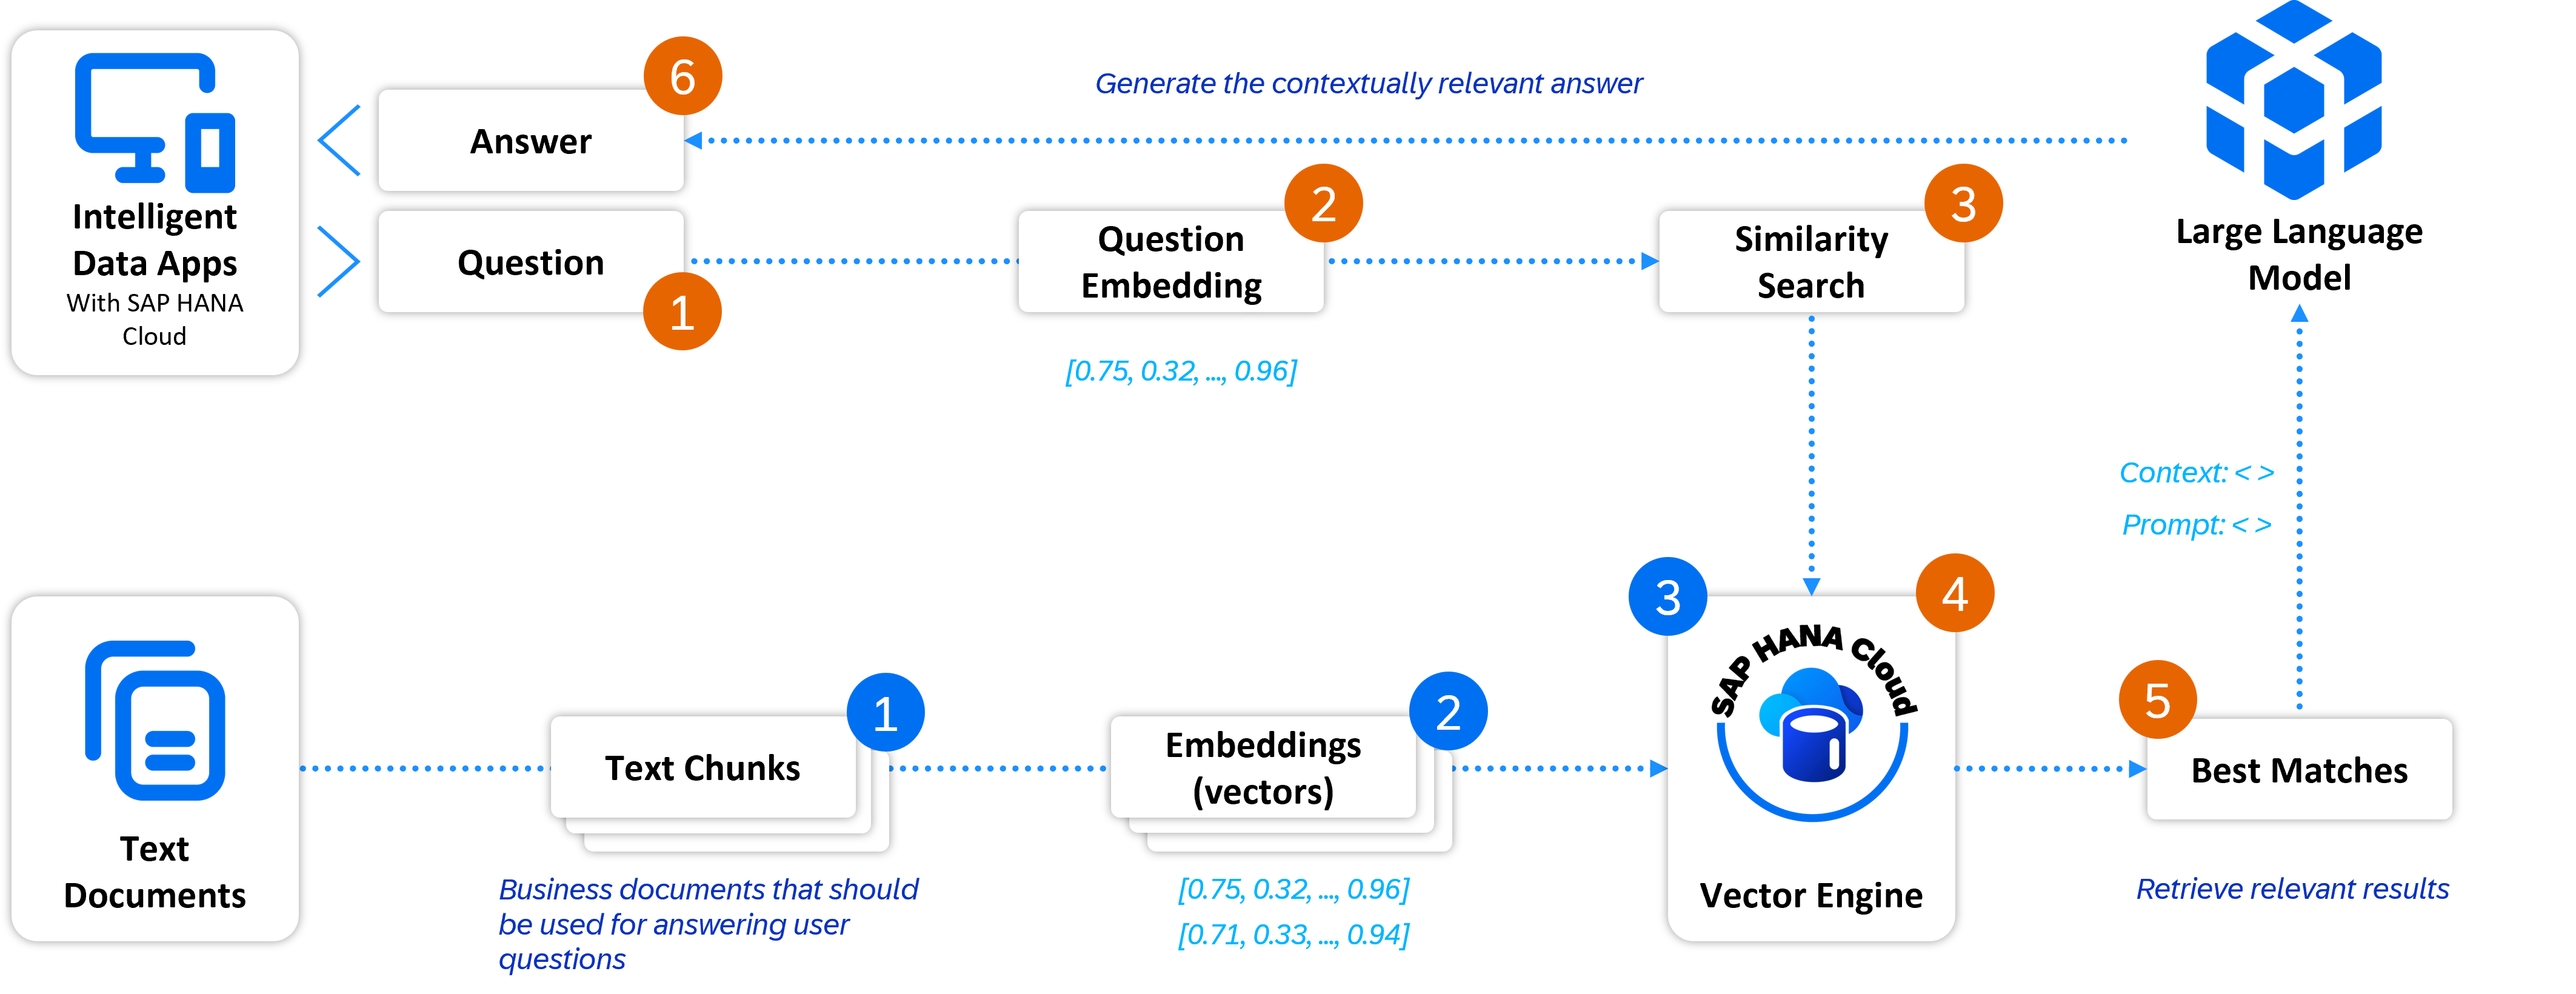 Intelligent
Data Apps
With SAP HANA
Cloud
6
Answer
Generate the contextually relevant answer
Question
1
Question
Embedding
2
[0.75, 0.32, ..., 0.96]
Similarity
Search
3
Large Language
Model
Context: < >
Prompt: < >
Text
Documents
1
Text Chunks
Business documents that should
be used for answering user
questions
2
Embeddings
(vectors)
[0.75, 0.32, ..., 0.96]
[0.71, 0.33, ..., 0.94]
3
4
SAP HANA Cloud
Vector Engine
5
Best Matches
Retrieve relevant results